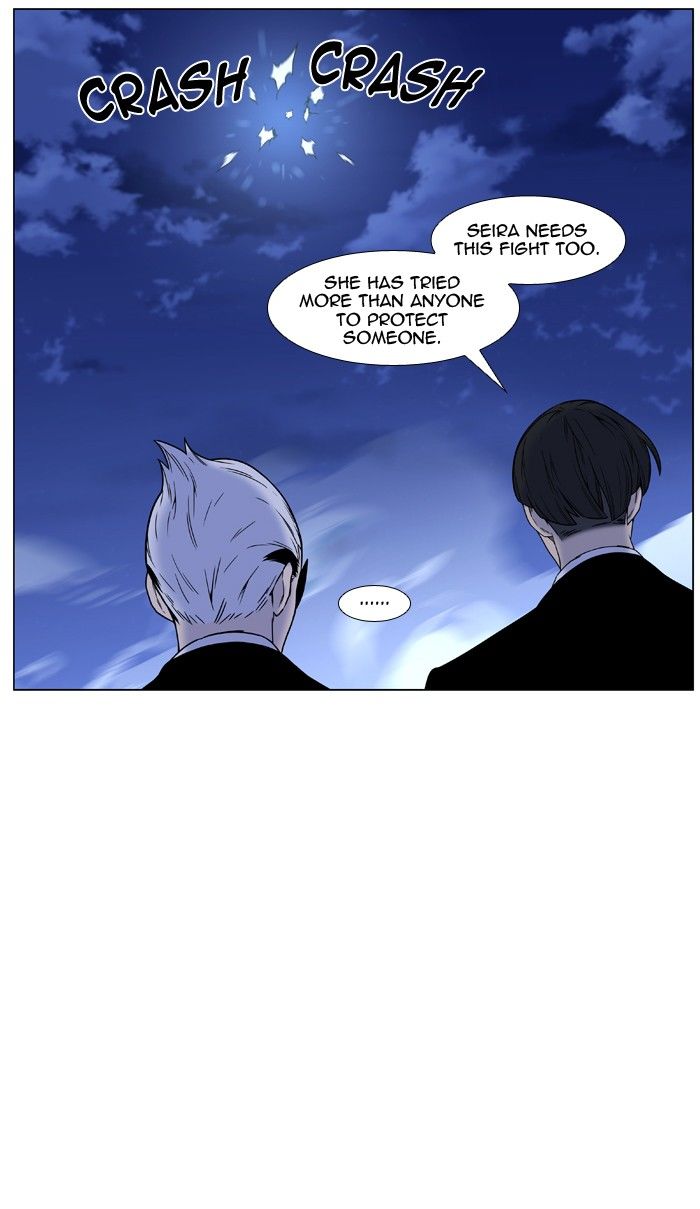 CRASH CRASH
SEIRA NEEDS
THIS FIGHT TOO.
SHE HAS TRIED
MORE THAN ANYONE
TO PROTECT
SOMEONE.
......